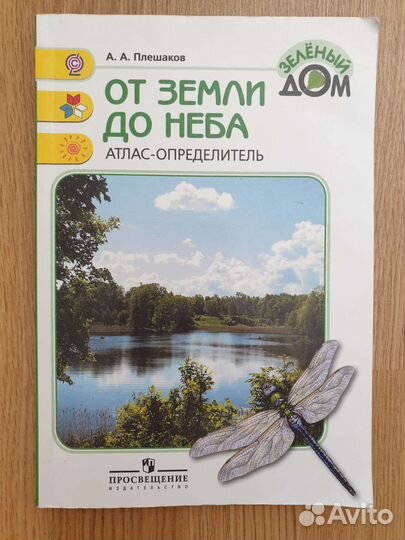 А. А. Плешаков
ЗЕЛЁНЫЙ
ДОМ
ОТ ЗЕМЛИ
ДО НЕБА
АТЛАС-ОПРЕДЕЛИТЕЛЬ
ПРОСВЕЩЕНИЕ
ИЗДАТЕЛЬСТВО
Avito